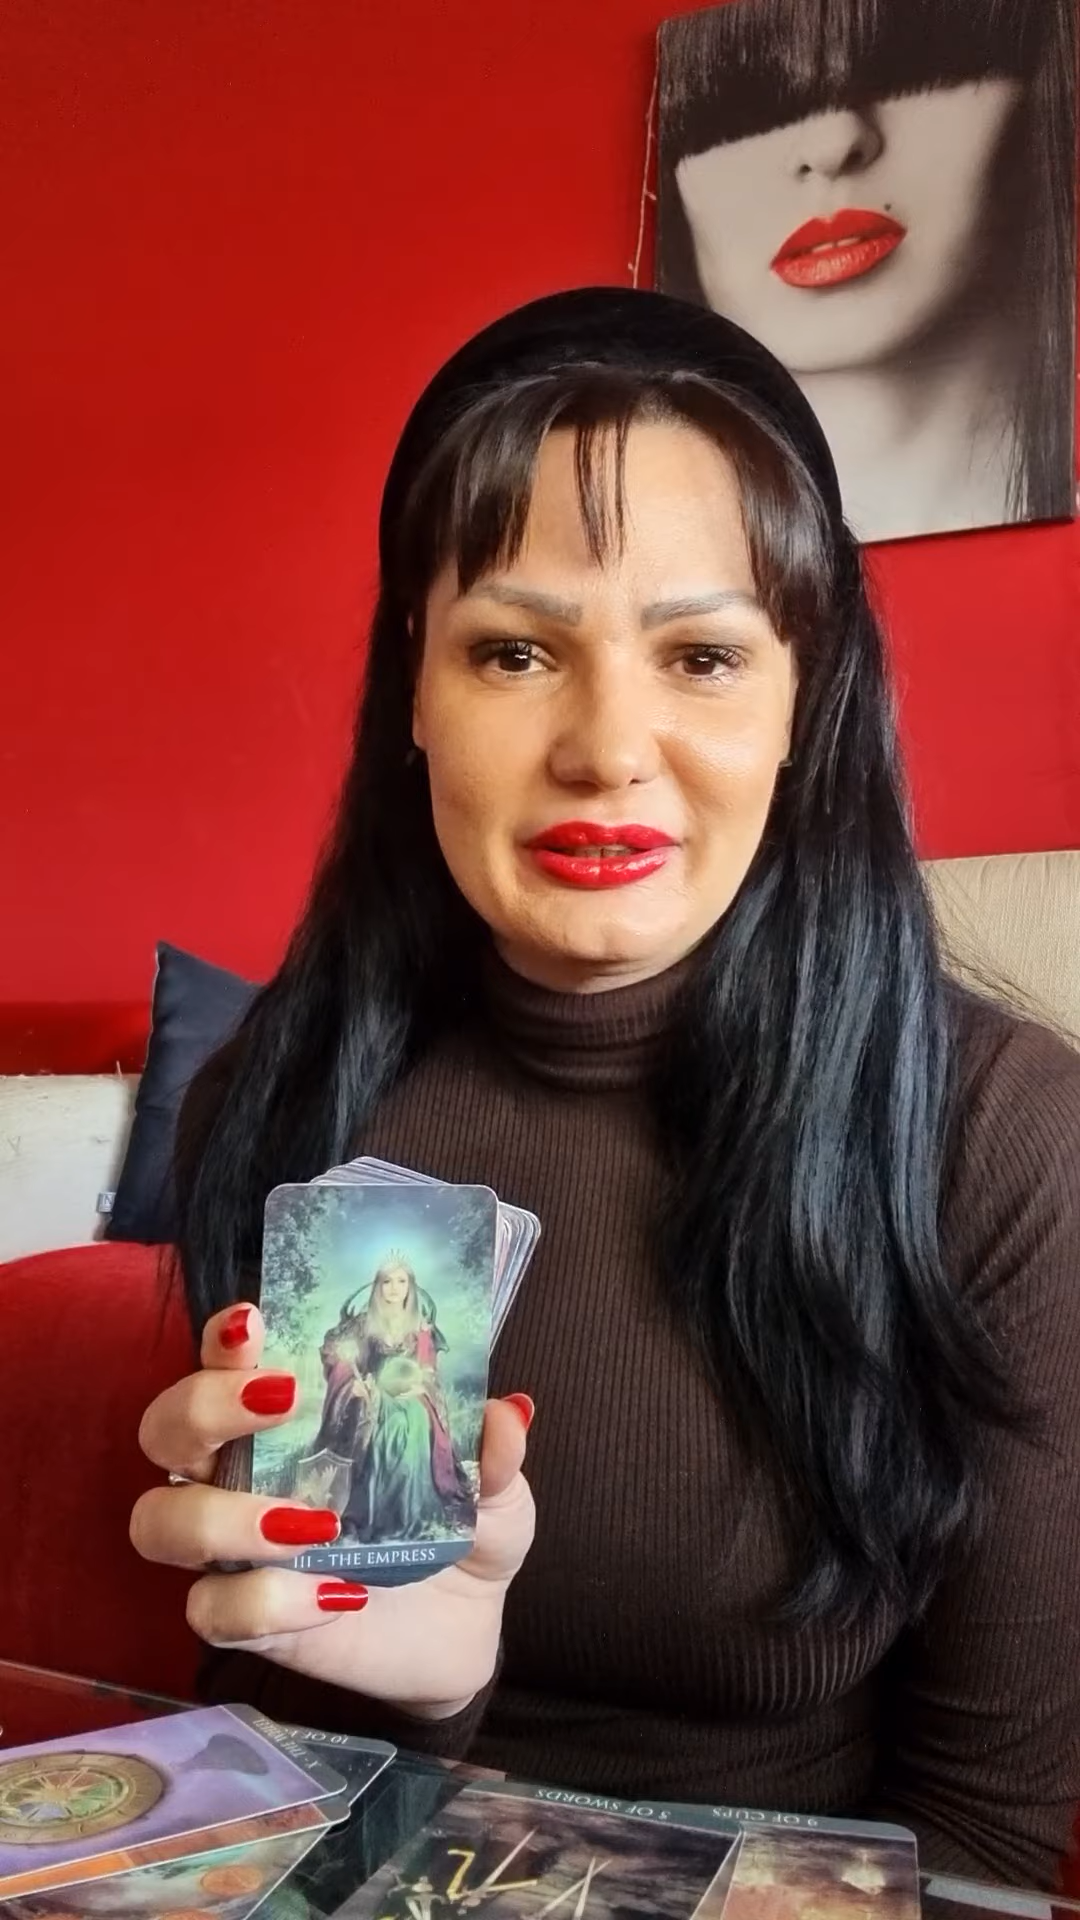 III - THE EMPRESS
X - THE WHEEL
10 OF
5 OF SWORDS
9 OF CUPS